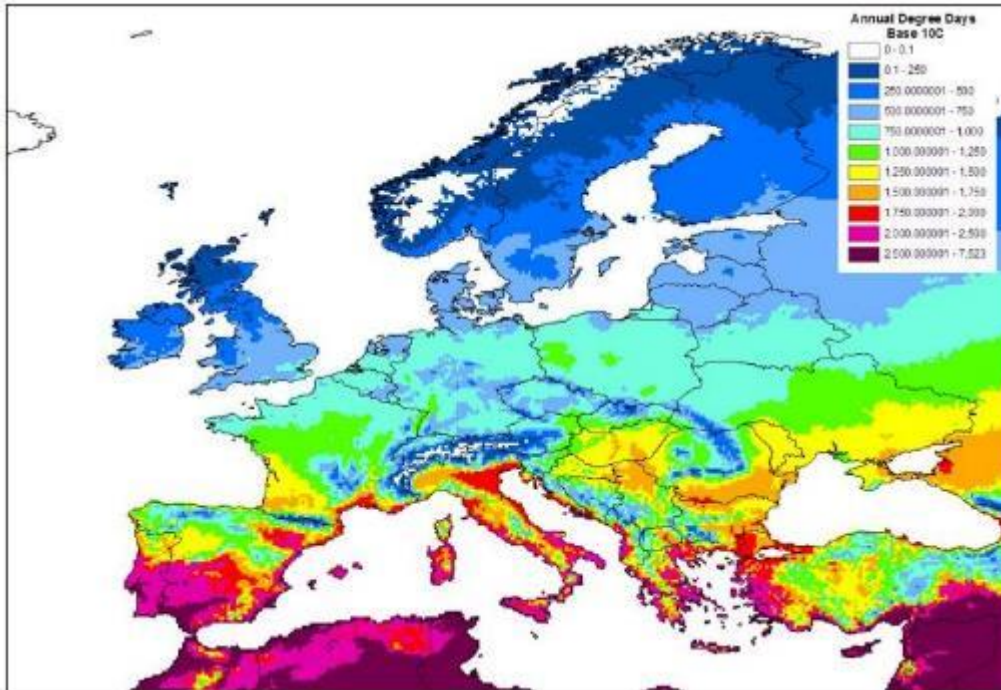 Annual Degree Days
Base 10C
0 - 0.1
0.1 - 250
250.0000001 - 500
500.0000001 - 750
750.0000001 - 1,000
1,000.000001 - 1,250
1,250.000001 - 1,500
1,500.000001 - 1,750
1,750.000001 - 2,000
2,000.000001 - 2,500
2,500.000001 - 7,523